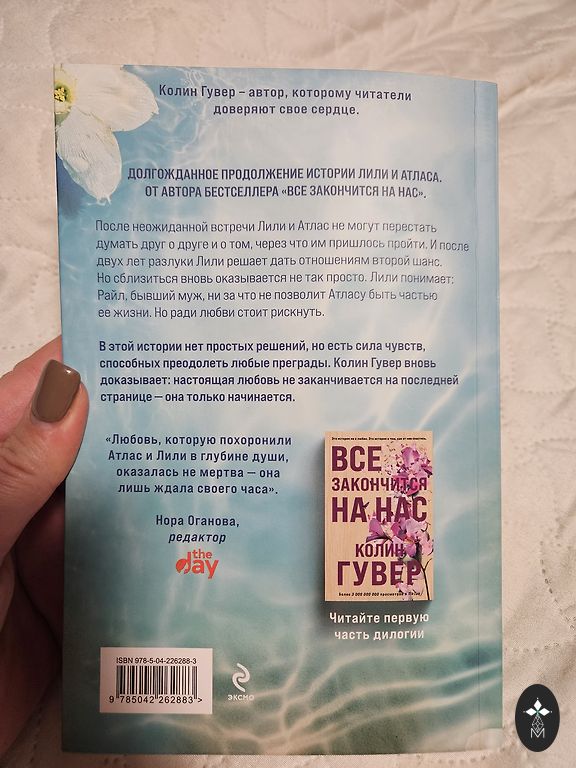 Колин Гувер – автор, которому читатели
доверяют свое сердце.
ДОЛГОЖДАННОЕ ПРОДОЛЖЕНИЕ ИСТОРИИ ЛИЛИ И АТЛАСА.
ОТ АВТОРА БЕСТСЕЛЛЕРА «ВСЕ ЗАКОНЧИТСЯ НА НАС».
После неожиданной встречи Лили и Атлас не могут перестать
думать друг о друге и о том, через что им пришлось пройти. И после
двух лет разлуки Лили решает дать отношениям второй шанс.
Но сблизиться вновь оказывается не так просто. Лили понимает:
Райл, бывший муж, ни за что не позволит Атласу быть частью
ее жизни. Но ради любви стоит рискнуть.
В этой истории нет простых решений, но есть сила чувств,
способных преодолеть любые преграды. Колин Гувер вновь
доказывает: настоящая любовь не заканчивается на последней
странице — она только начинается.
«Любовь, которую похоронили
Атлас и Лили в глубине души,
оказалась не мертва — она
лишь ждала своего часа».
Нора Оганова,
редактор
the
day
ВСЕ
ЗАКОНЧИТСЯ
НА НАС
КОЛИН
ГУВЕР
Читайте первую
часть дилогии
ISBN 978-5-04-226288-3
9 785042 262883 >
ЭКСМО